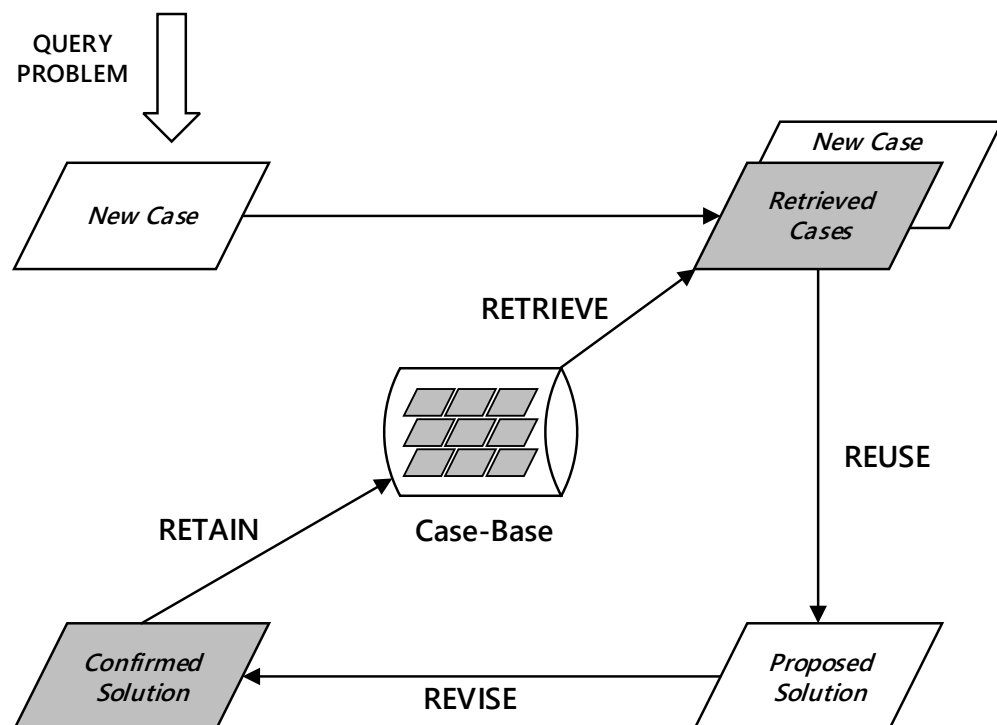 QUERY
PROBLEM
New Case
New Case
Retrieved
Cases
RETRIEVE
REUSE
Case-Base
RETAIN
Confirmed
Solution
REVISE
Proposed
Solution